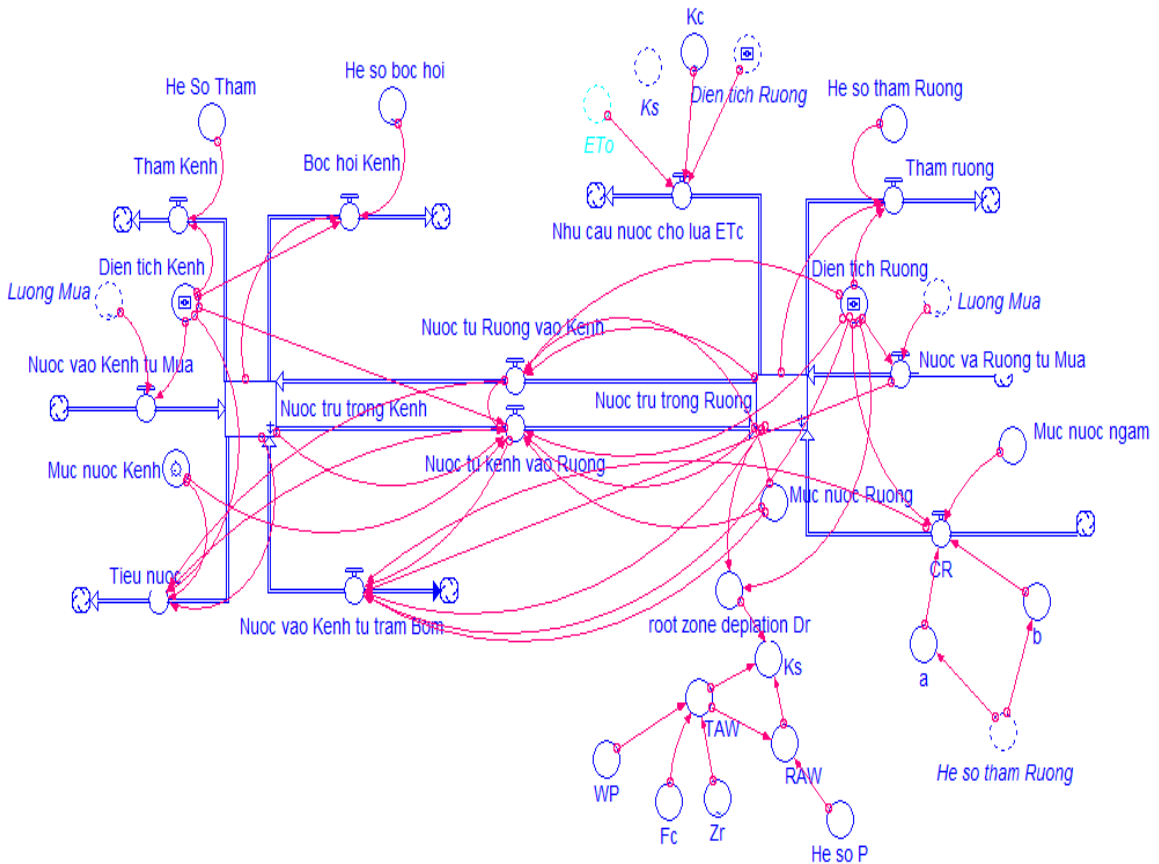 Kc
He so boc hoi
He So Tham
Ks
Dien tich Ruong
He so tham Ruong
ETo
Tham Kenh
Boc hoi Kenh
Tham ruong
Nhu cau nuoc cho lua ETc
Dien tich Kenh
Dien tich Ruong
Luong Mua
Luong Mua
Nuoc tu Ruong vao Kenh
Nuoc vao Kenh tu Mua
Nuoc va Ruong tu Mua
Nuoc tru trong Kenh
Nuoc tru trong Ruong
Muc nuoc ngam
Muc nuoc Kenh
Nuoc tu kenh vao Ruong
Muc nuoc Ruong
Tieu nuoc
CR
Nuoc vao Kenh tu tram Bom
root zone deplation Dr
b
Ks
a
TAW
RAW
He so tham Ruong
WP
Fc
Zr
He so P